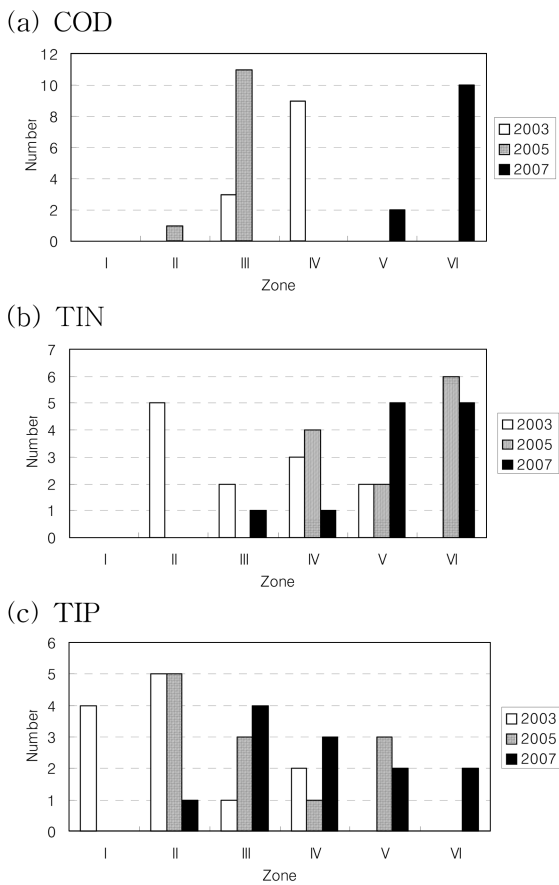 (a) COD
12
10
8
6
4
2
0
Number
I II III IV V VI
Zone
2003
2005
2007
(b) TIN
7
6
5
4
3
2
1
0
Number
I II III IV V VI
Zone
2003
2005
2007
(c) TIP
6
5
4
3
2
1
0
Number
I II III IV V VI
Zone
2003
2005
2007